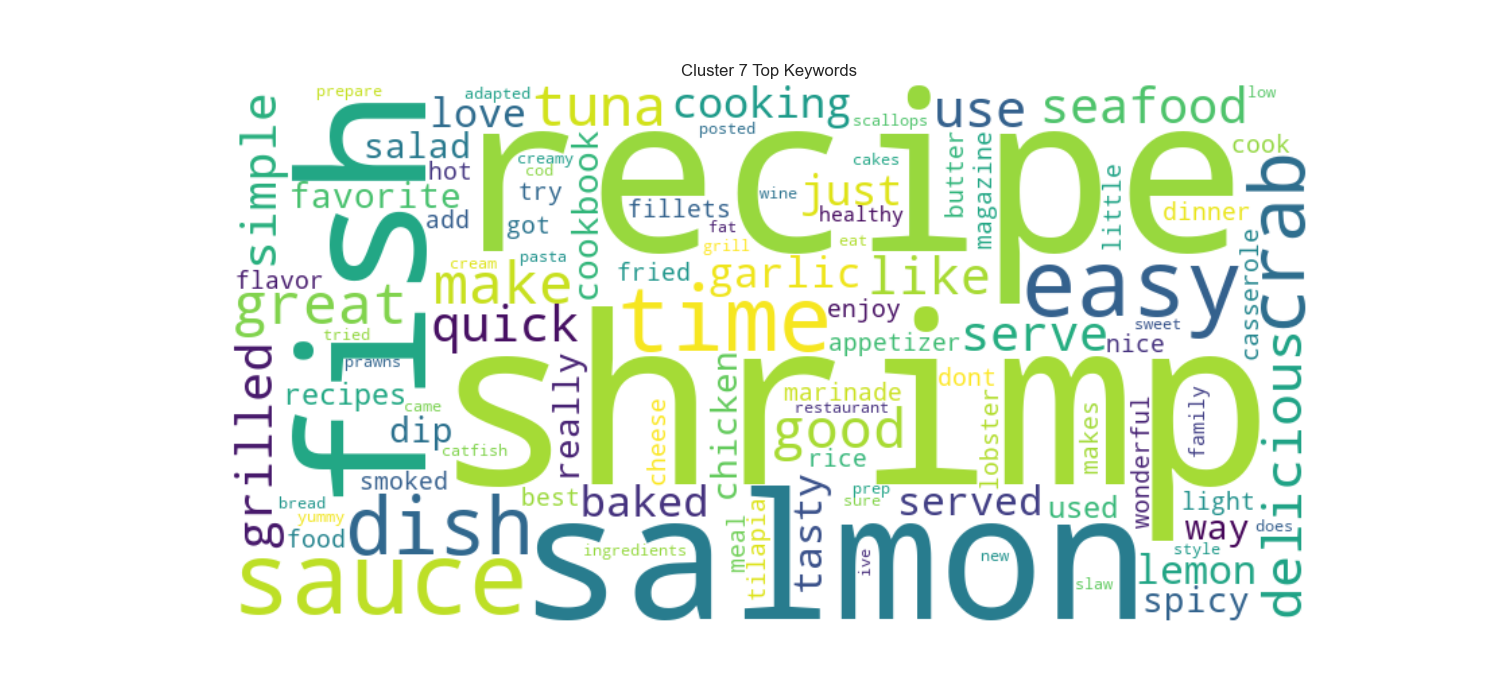 Cluster 7 Top Keywords
prepare
adapted
love
tuna
cooking
use
seafood
low
simple
fish
salad
hot
recipe
posted
scallops
cook
favorite
creamy
cod
try
cookbook
cakes
wine
just
butter
magazine
little
dinner
crab
add
got
fillets
healthy
fat
grill
eat
flavor
great
cream
pasta
make
fried
garlic
like
easy
casserole
quick
time
enjoy
appetizer
serve
nice
sweet
tried
prawns
grilled
recipes
came
shrimp
really
cheese
chicken
marinade
restaurant
good
dont
lobster
makes
wonderful
family
delicious
dip
catfish
smoked
rice
bread
yummy
food
dish
best
baked
tasty
prep
sure
served
used
light
way
does
sauce
salmon
ingredients
meal
tilapia
ive
new
slaw
style
lemon
spicy